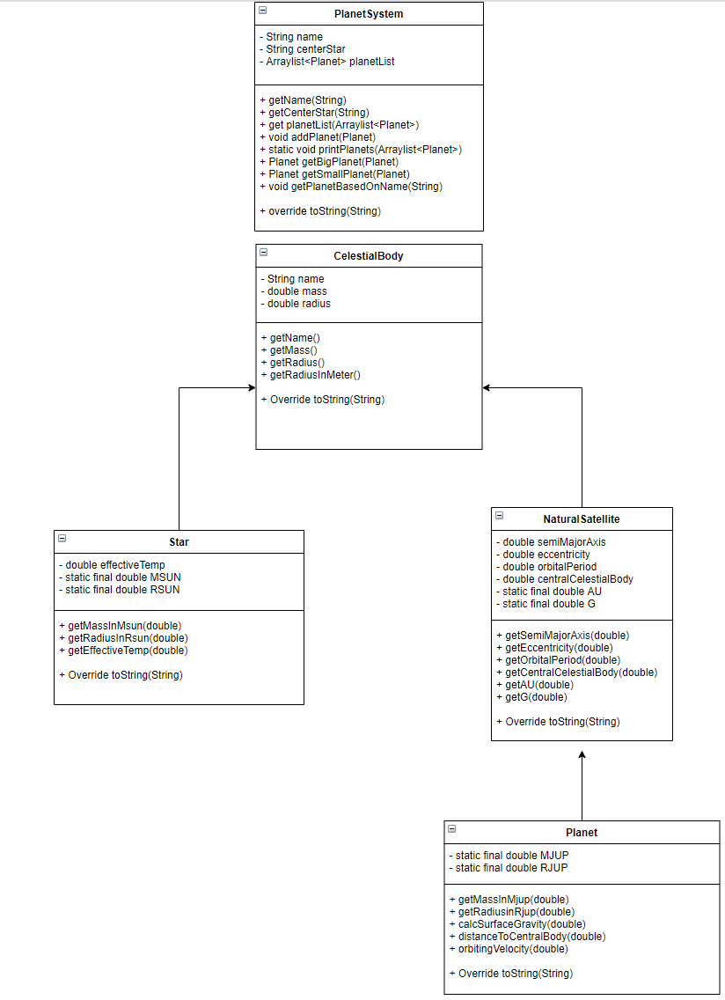 PlanetSystem
- String name
- String centerStar
- Arraylist<Planet> planetList
+ getName(String)
+ getCenterStar(String)
+ get planetList(Arraylist<Planet>)
+ void addPlanet(Planet)
+ static void printPlanets(Arraylist<Planet>)
+ Planet getBigPlanet(Planet)
+ Planet getSmallPlanet(Planet)
+ void getPlanetBasedOnName(String)
+ override toString(String)
CelestialBody
- String name
- double mass
- double radius
+ getName()
+ getMass()
+ getRadius()
+ getRadiusInMeter()
+ Override toString(String)
Star
- double effectiveTemp
- static final double MSUN
- static final double RSUN
+ getMassInMsun(double)
+ getRadiusInRsun(double)
+ getEffectiveTemp(double)
+ Override toString(String)
NaturalSatellite
- double semiMajorAxis
- double eccentricity
- double orbitalPeriod
- double centralCelestialBody
- static final double AU
- static final double G
+ getSemiMajorAxis(double)
+ getEccentricity(double)
+ getOrbitalPeriod(double)
+ getCentralCelestialBody(double)
+ getAU(double)
+ getG(double)
+ Override toString(String)
Planet
- static final double MJUP
- static final double RJUP
+ getMassInMjup(double)
+ getRadiusinRjup(double)
+ calcSurfaceGravity(double)
+ distanceToCentralBody(double)
+ orbitingVelocity(double)
+ Override toString(String)